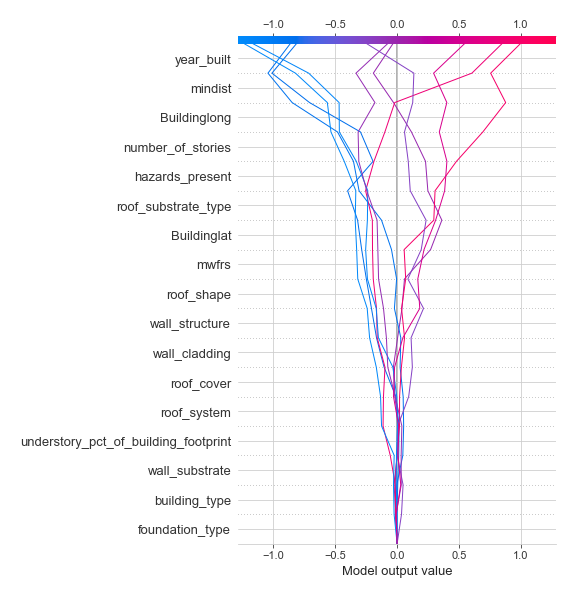 −1.0 −0.5 0.0 0.5 1.0
year_built
mindist
Buildinglong
number_of_stories
hazards_present
roof_substrate_type
Buildinglat
mwfrs
roof_shape
wall_structure
wall_cladding
roof_cover
roof_system
understory_pct_of_building_footprint
wall_substrate
building_type
foundation_type
−1.0 −0.5 0.0 0.5 1.0
Model output value